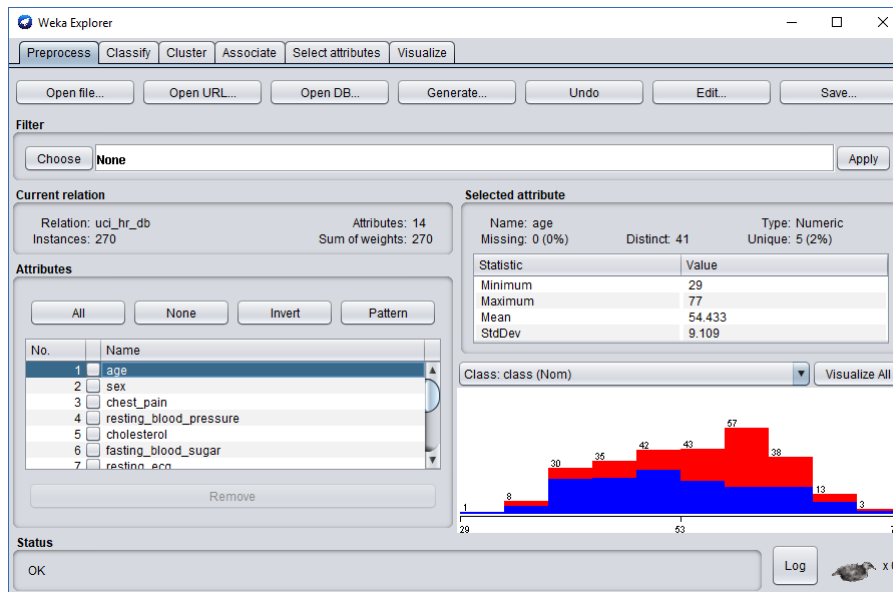 Weka Explorer
Preprocess Classify Cluster Associate Select attributes Visualize
Open file... Open URL... Open DB... Generate... Undo Edit... Save...
Filter
Choose None Apply
Current relation
Relation: uci_hr_db Attributes: 14
Instances: 270 Sum of weights: 270
Attributes
All None Invert Pattern
No. Name
1 age
2 sex
3 chest_pain
4 resting_blood_pressure
5 cholesterol
6 fasting_blood_sugar
7 resting_ecg
Remove
Selected attribute
Name: age Type: Numeric
Missing: 0 (0%) Distinct: 41 Unique: 5 (2%)
Statistic Value
Minimum 29
Maximum 77
Mean 54.433
StdDev 9.109
Class: class (Nom) Visualize All
1 8 30 35 42 43 57 38 13 3
29 53
Status
OK
Log x